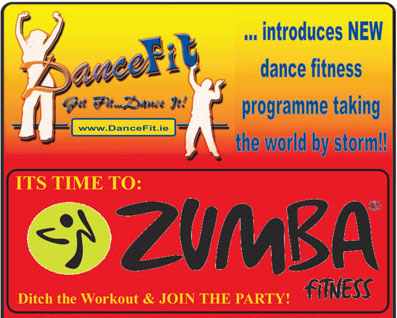 DanceFit
Get Fit...Dance It!
www.DanceFit.ie
... introduces NEW
dance fitness
programme taking
the world by storm!!
ITS TIME TO:
ZUMBA®
FITNESS
Ditch the Workout & JOIN THE PARTY!